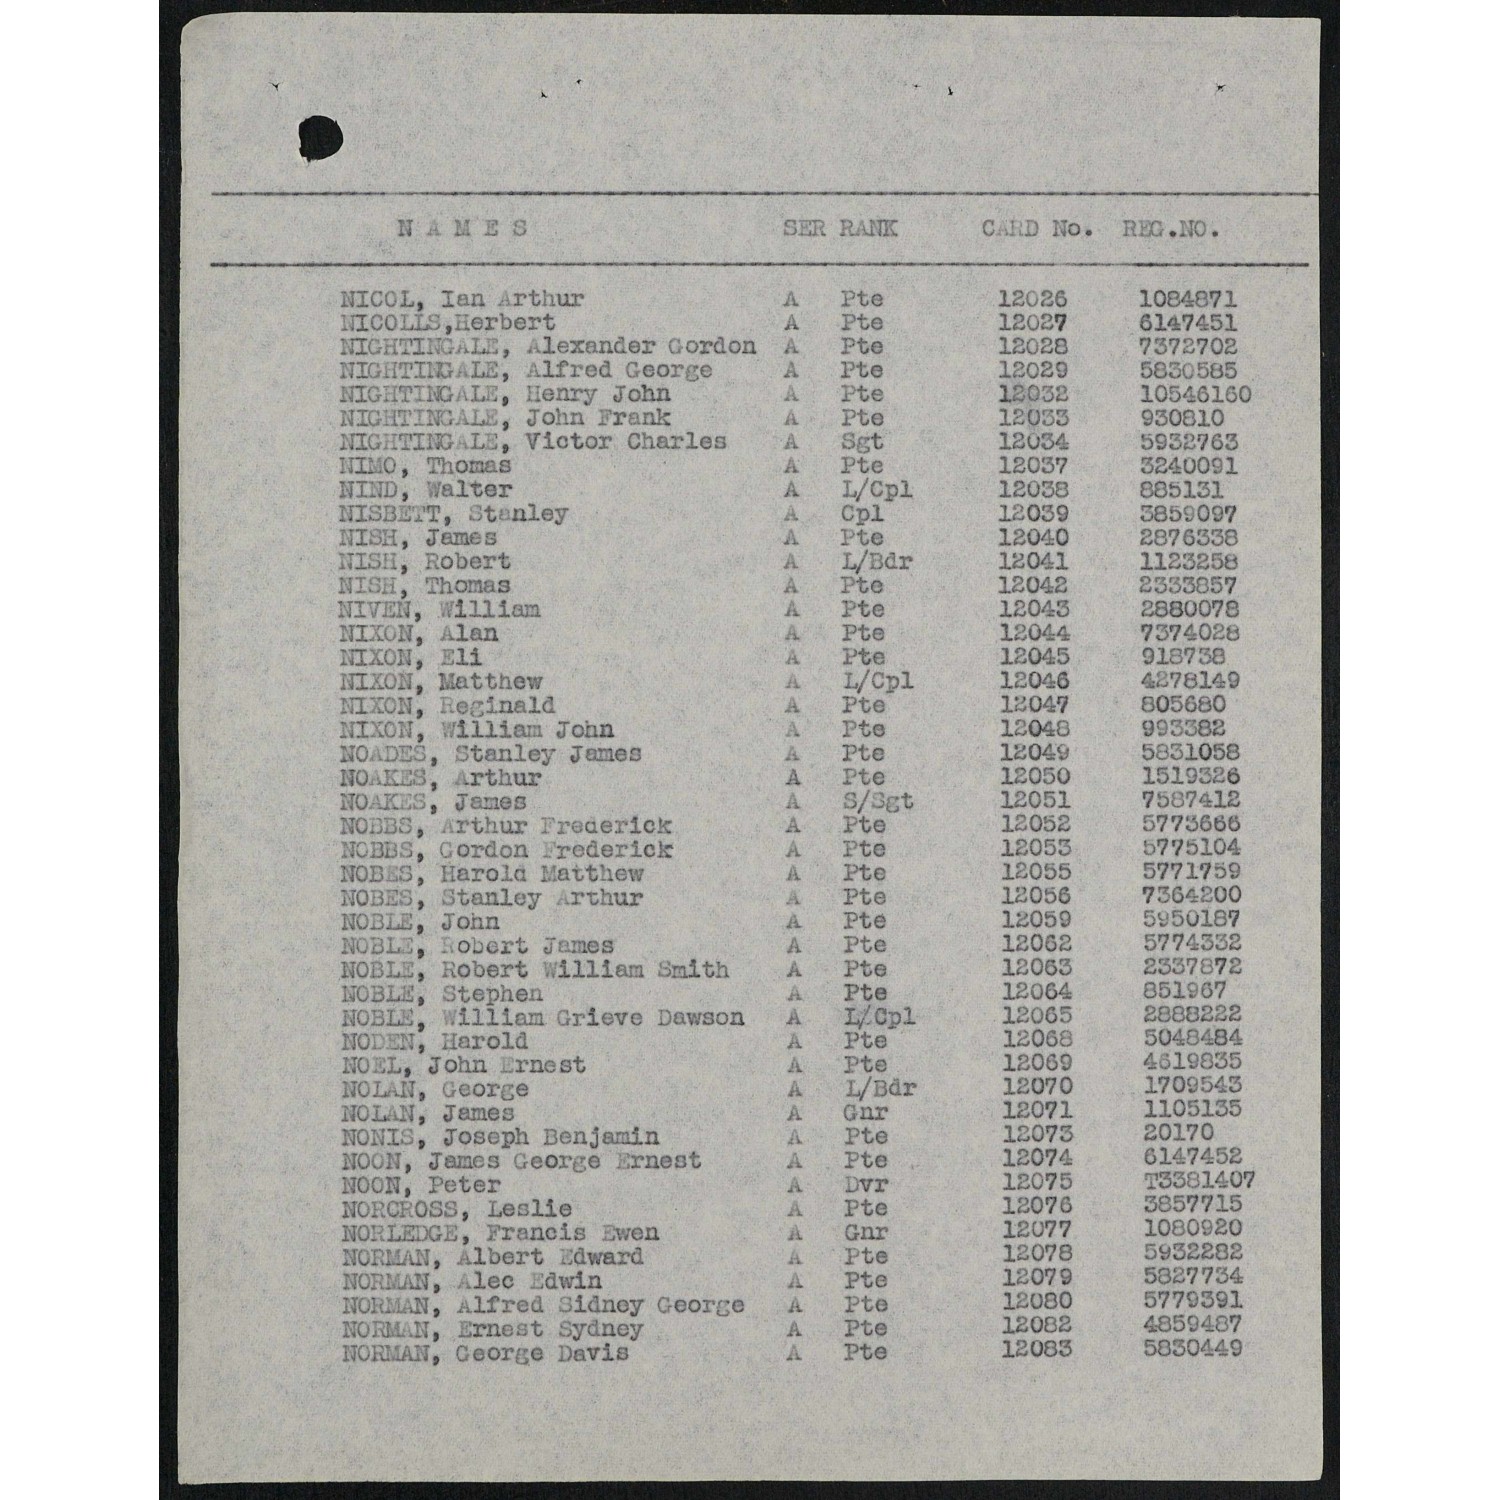 N A M E S SER RANK CARD No. REG.NO.
NICOL, Ian Arthur A Pte 12026 1084871
NICOLLS,Herbert A Pte 12027 6147451
NIGHTINGALE, Alexander Gordon A Pte 12028 7372702
NIGHTINGALE, Alfred George A Pte 12029 5830585
NIGHTINGALE, Henry John A Pte 12032 10546160
NIGHTINGALE, John Frank A Pte 12033 930810
NIGHTINGALE, Victor Charles A Sgt 12034 5932763
NIMO, Thomas A Pte 12037 3240091
NIND, Walter A L/Cpl 12038 885131
NISBETT, Stanley A Cpl 12039 3859097
NISH, James A Pte 12040 2876338
NISH, Robert A L/Bdr 12041 1123258
NISH, Thomas A Pte 12042 2333857
NIVEN, William A Pte 12043 2880078
NIXON, Alan A Pte 12044 7374028
NIXON, Eli A Pte 12045 918738
NIXON, Matthew A L/Cpl 12046 4278149
NIXON, Reginald A Pte 12047 805680
NIXON, William John A Pte 12048 993382
NOADES, Stanley James A Pte 12049 5831058
NOAKES, Arthur A Pte 12050 1519326
NOAKES, James A S/Sgt 12051 7587412
NOBBS, Arthur Frederick A Pte 12052 5773666
NOBBS, Gordon Frederick A Pte 12053 5775104
NOBES, Harold Matthew A Pte 12055 5771759
NOBES, Stanley Arthur A Pte 12056 7364200
NOBLE, John A Pte 12059 5950187
NOBLE, Robert James A Pte 12062 5774332
NOBLE, Robert William Smith A Pte 12063 2337872
NOBLE, Stephen A Pte 12064 851967
NOBLE, William Grieve Dawson A L/Cpl 12065 2888222
NODEN, Harold A Pte 12068 5048484
NOEL, John Ernest A Pte 12069 4619835
NOLAN, George A L/Bdr 12070 1709543
NOLAN, James A Gnr 12071 1105135
NONIS, Joseph Benjamin A Pte 12073 20170
NOON, James George Ernest A Pte 12074 6147452
NOON, Peter A Dvr 12075 T3381407
NORCROSS, Leslie A Pte 12076 3857715
NORLEDGE, Francis Ewen A Gnr 12077 1080920
NORMAN, Albert Edward A Pte 12078 5932282
NORMAN, Alec Edwin A Pte 12079 5827734
NORMAN, Alfred Sidney George A Pte 12080 5779391
NORMAN, Ernest Sydney A Pte 12082 4859487
NORMAN, George Davis A Pte 12083 5830449